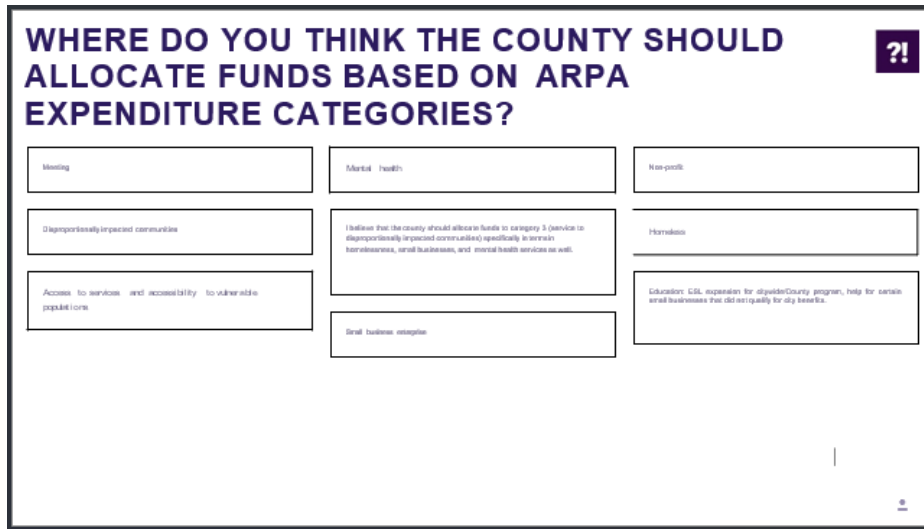 WHERE DO YOU THINK THE COUNTY SHOULD
ALLOCATE FUNDS BASED ON ARPA
EXPENDITURE CATEGORIES?
?!
Mental health
Non-profit
Disproportionally impacted communities
I believe that the county should allocate funds to category 3 (service to
disproportionally impacted communities) specifically in
homelessness, small businesses, and mental health services as well.
Homeless
Access to services and accessibility to vulnerable
populations
Education: ESL expansion for citywide/County program, help for certain
small businesses that did not qualify for city benefits.
Small business enterprise